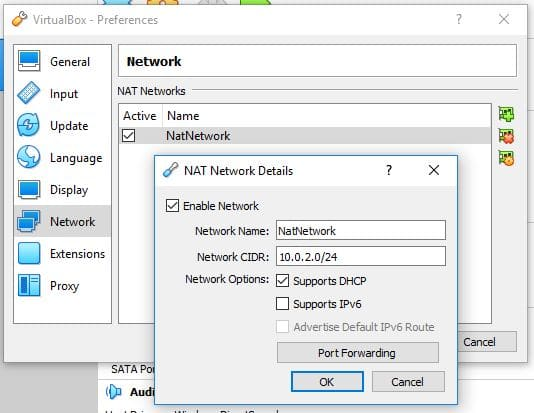 VirtualBox - Preferences
General
Input
Update
Language
Display
Network
Extensions
Proxy
Network
NAT Networks
Active Name
NatNetwork
NAT Network Details
Enable Network
Network Name: NatNetwork
Network CIDR: 10.0.2.0/24
Network Options: Supports DHCP
Supports IPv6
Advertise Default IPv6 Route
Port Forwarding
OK Cancel
Cancel
SATA Por
Audi